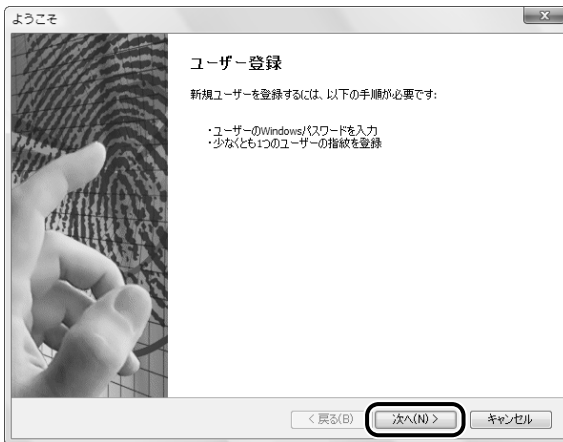 ようこそ
ユーザー登録
新規ユーザーを登録するには、以下の手順が必要です:
・ユーザーのWindowsパスワードを入力
・少なくとも1つのユーザーの指紋を登録
< 戻る(B)
次へ(N) >
キャンセル